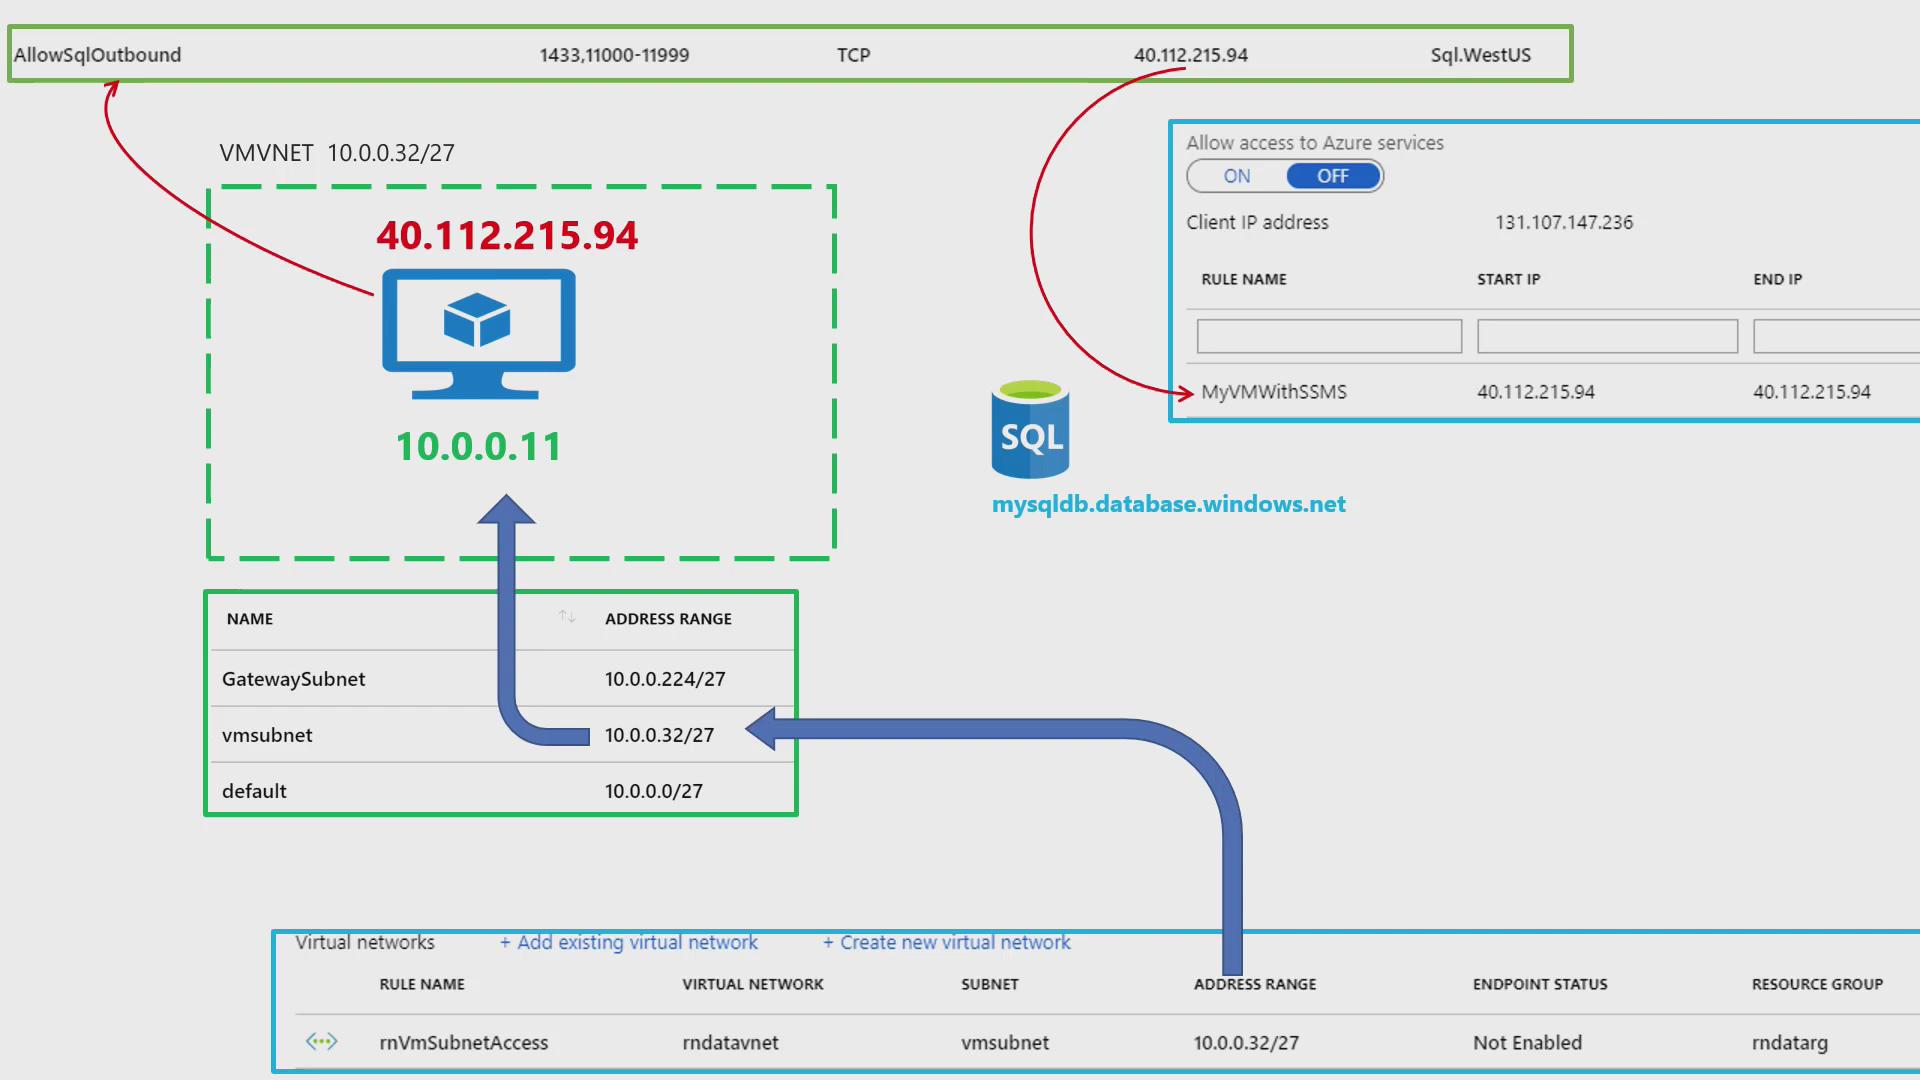 AllowSqlOutbound 1433,11000-11999 TCP 40.112.215.94 Sql.WestUS
VMVNET 10.0.0.32/27
40.112.215.94
10.0.0.11
Allow access to Azure services
ON OFF
Client IP address 131.107.147.236
RULE NAME START IP END IP
MyVMWithSSMS 40.112.215.94 40.112.215.94
SQL
mysqldb.database.windows.net
NAME ADDRESS RANGE
GatewaySubnet 10.0.0.224/27
vmsubnet 10.0.0.32/27
default 10.0.0.0/27
Virtual networks + Add existing virtual network + Create new virtual network
RULE NAME VIRTUAL NETWORK SUBNET ADDRESS RANGE ENDPOINT STATUS RESOURCE GROUP
rnVmSubnetAccess rndatavnet vmsubnet 10.0.0.32/27 Not Enabled rndatarg